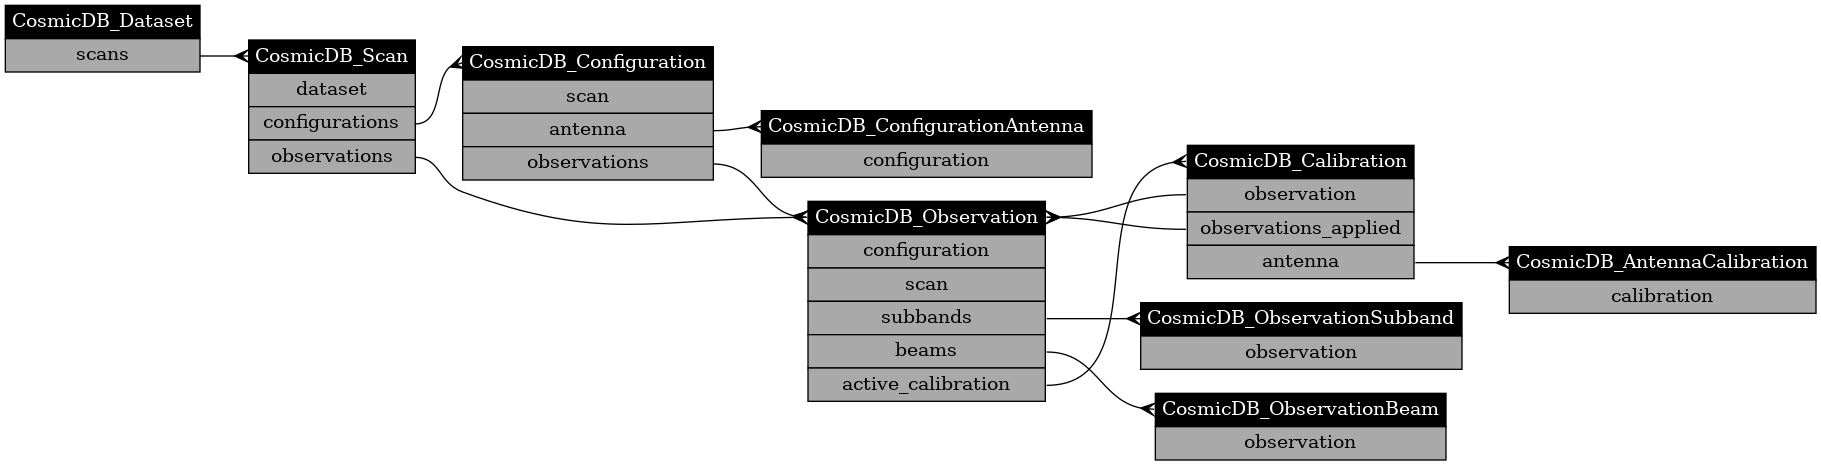 CosmicDB_Dataset
scans
CosmicDB_Scan
dataset
configurations
observations
CosmicDB_Configuration
scan
antenna
observations
CosmicDB_ConfigurationAntenna
configuration
CosmicDB_Observation
configuration
scan
subbands
beams
active_calibration
CosmicDB_Calibration
observation
observations_applied
antenna
CosmicDB_AntennaCalibration
calibration
CosmicDB_ObservationSubband
observation
CosmicDB_ObservationBeam
observation